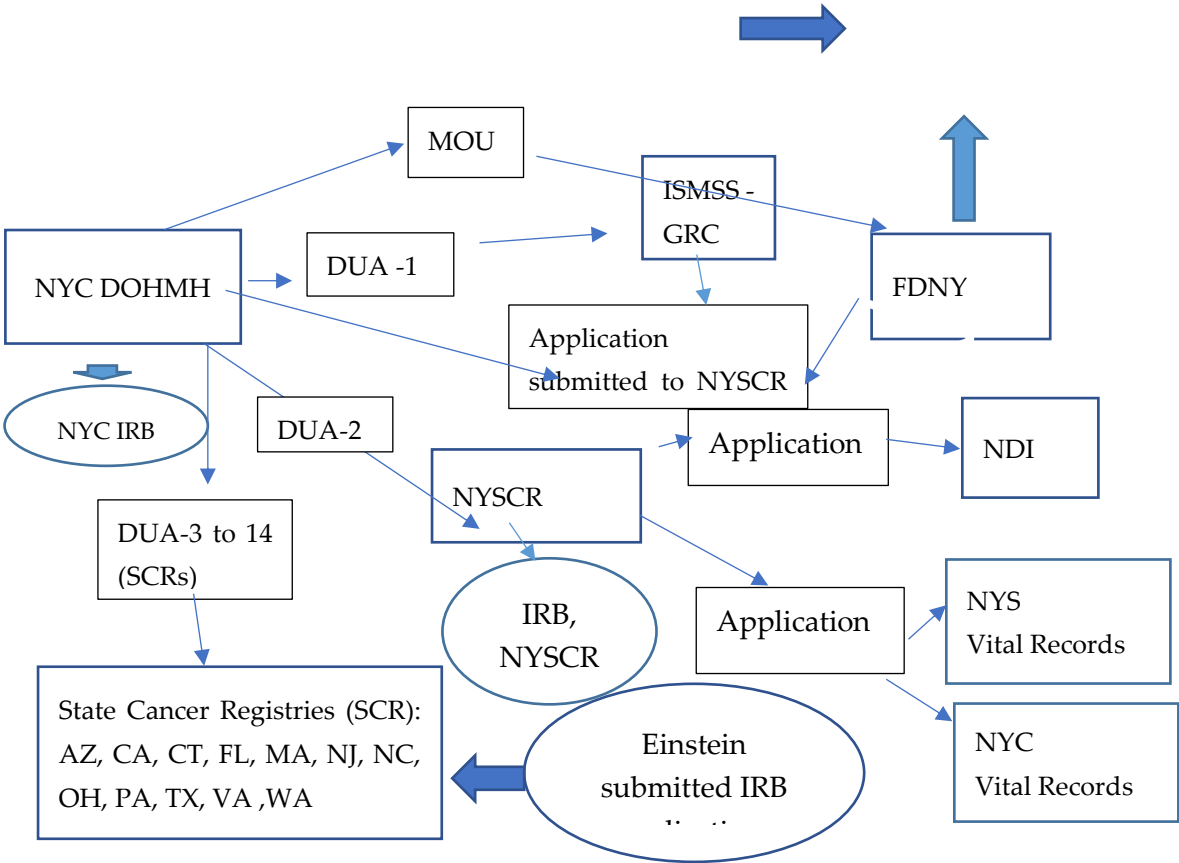 MOU
ISMSS -
GRC
NYC DOHMH
DUA -1
FDNY
Application
submitted to NYSCR
NYC IRB
DUA-2
Application
NDI
NYSCR
DUA-3 to 14
(SCRs)
IRB,
NYSCR
Application
NYS
Vital Records
State Cancer Registries (SCR):
AZ, CA, CT, FL, MA, NJ, NC,
OH, PA, TX, VA ,WA
Einstein
submitted IRB
NYC
Vital Records